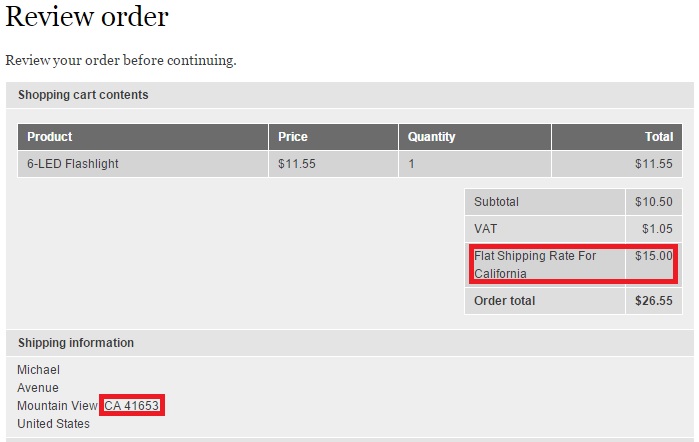 Review order
Review your order before continuing.
Shopping cart contents
Product Price Quantity Total
6-LED Flashlight $11.55 1 $11.55
Subtotal $10.50
VAT $1.05
Flat Shipping Rate For $15.00
California
Order total $26.55
Shipping information
Michael
Avenue
Mountain View CA 41653
United States